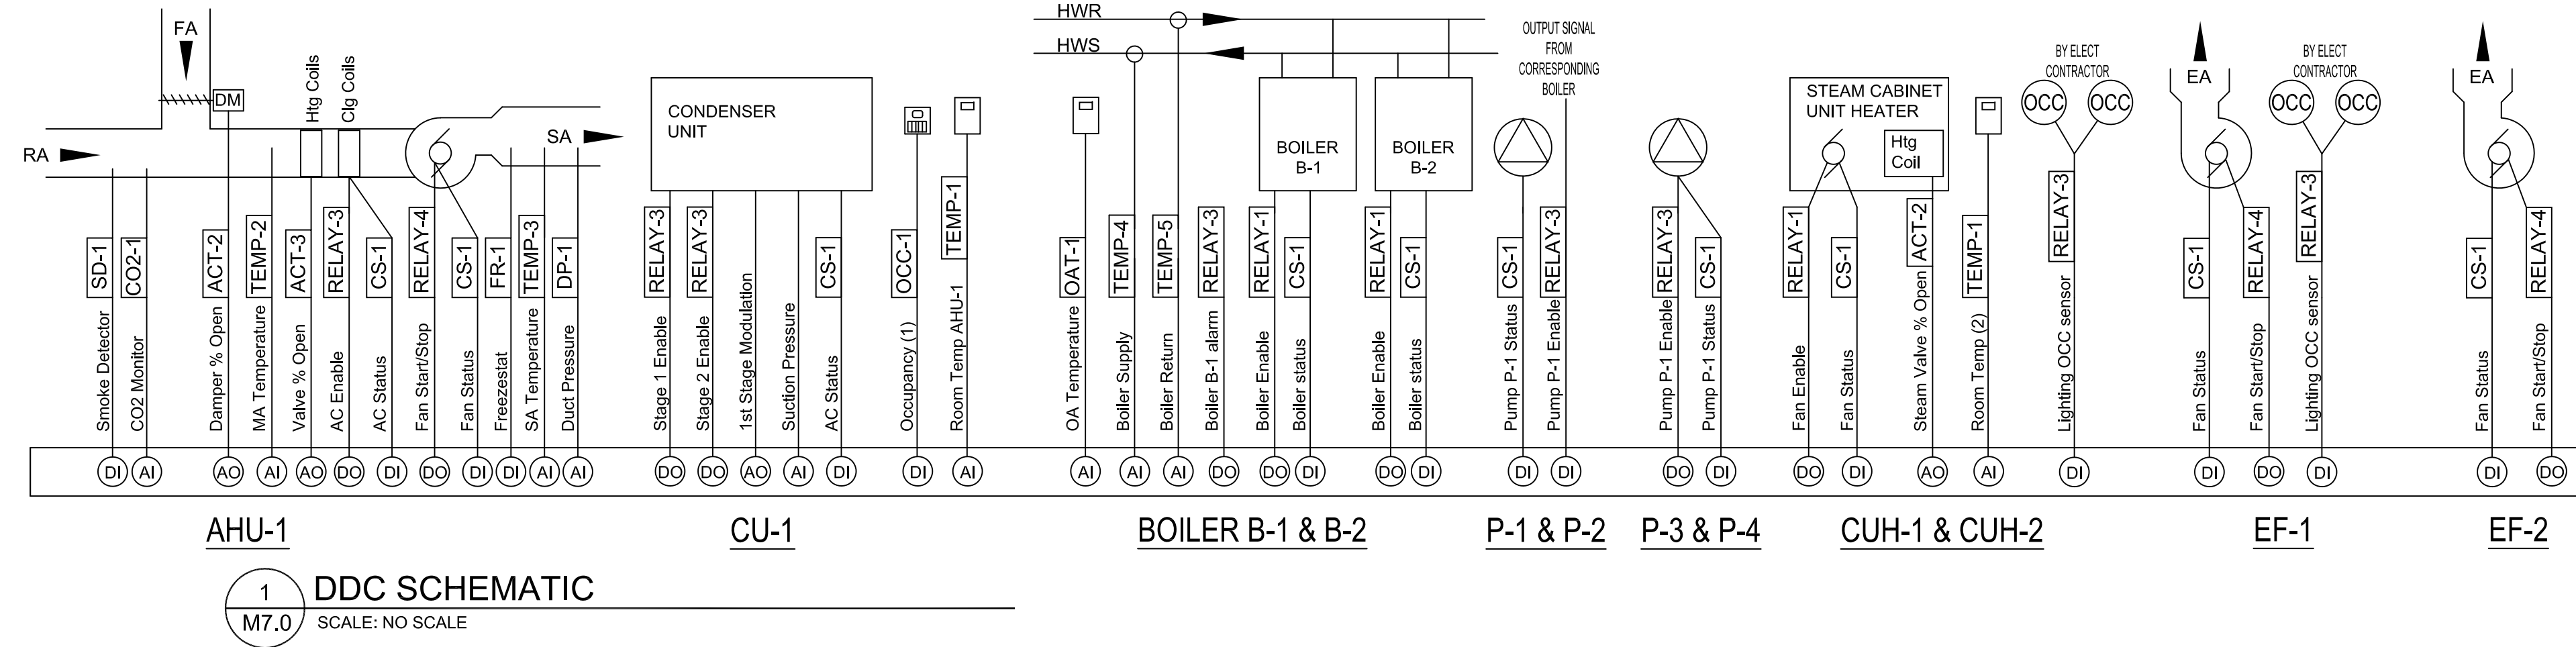 FA
DM
Htg Coils
Clg Coils
RA
SA
SD-1
CO2-1
ACT-2
TEMP-2
ACT-3
RELAY-3
CS-1
RELAY-4
CS-1
FR-1
TEMP-3
DP-1
Smoke Detector
CO2 Monitor
Damper % Open
MA Temperature
Valve % Open
AC Enable
AC Status
Fan Start/Stop
Fan Status
Freezestat
SA Temperature
Duct Pressure
DI AI AO AI AO DO DI DO DI DI AI AI
AHU-1
CONDENSER
UNIT
RELAY-3
RELAY-3
CS-1
OCC-1
TEMP-1
Stage 1 Enable
Stage 2 Enable
1st Stage Modulation
Suction Pressure
AC Status
Occupancy (1)
Room Temp AHU-1
DO DO AO AI DI DI AI
CU-1
HWR
HWS
BOILER
B-1
BOILER
B-2
OAT-1
TEMP-4
TEMP-5
RELAY-3
RELAY-1
CS-1
RELAY-1
CS-1
OA Temperature
Boiler Supply
Boiler Return
Boiler B-1 alarm
Boiler Enable
Boiler status
Boiler Enable
Boiler status
AI AI AI DO DO DI DO DI
BOILER B-1 & B-2
OUTPUT SIGNAL
FROM
CORRESPONDING
BOILER
CS-1
RELAY-3
Pump P-1 Status
Pump P-1 Enable
DI DI
P-1 & P-2
RELAY-3
CS-1
Pump P-1 Enable
Pump P-1 Status
DO DI
P-3 & P-4
STEAM CABINET
UNIT HEATER
Htg
Coil
BY ELECT
CONTRACTOR
OCC OCC
RELAY-1
CS-1
ACT-2
TEMP-1
RELAY-3
Fan Enable
Fan Status
Steam Valve % Open
Room Temp (2)
Lighting OCC sensor
DO DI AO AI DI
CUH-1 & CUH-2
EA
BY ELECT
CONTRACTOR
OCC OCC
CS-1
RELAY-4
RELAY-3
Fan Status
Fan Start/Stop
Lighting OCC sensor
DI DO DI
EF-1
EA
CS-1
RELAY-4
Fan Status
Fan Start/Stop
DI DO
EF-2
1
M7.0
DDC SCHEMATIC
SCALE: NO SCALE